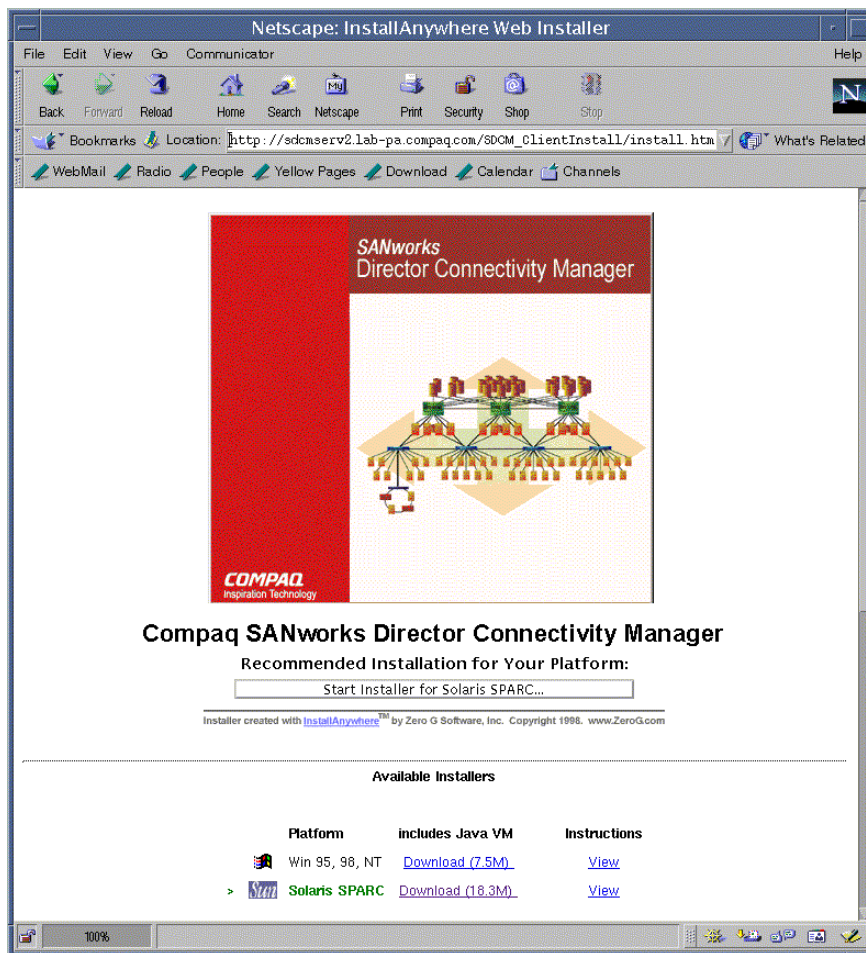 Netscape: InstallAnywhere Web Installer
File Edit View Go Communicator Help
Back Forward Reload Home Search Netscape Print Security Shop Stop
My
N
Bookmarks Location: http://sdcmserv2.lab-pa.compaq.com/SDCM_ClientInstall/install.htm What's Related
WebMail Radio People Yellow Pages Download Calendar Channels
SANworks
Director Connectivity Manager
COMPAQ
Inspiration Technology
Compaq SANworks Director Connectivity Manager
Recommended Installation for Your Platform:
Start Installer for Solaris SPARC...
Installer created with InstallAnywhere™ by Zero G Software, Inc. Copyright 1998. www.ZeroG.com
Available Installers
Platform includes Java VM Instructions
Win 95, 98, NT Download (7.5M) View
> Sun Solaris SPARC Download (18.3M) View
100%